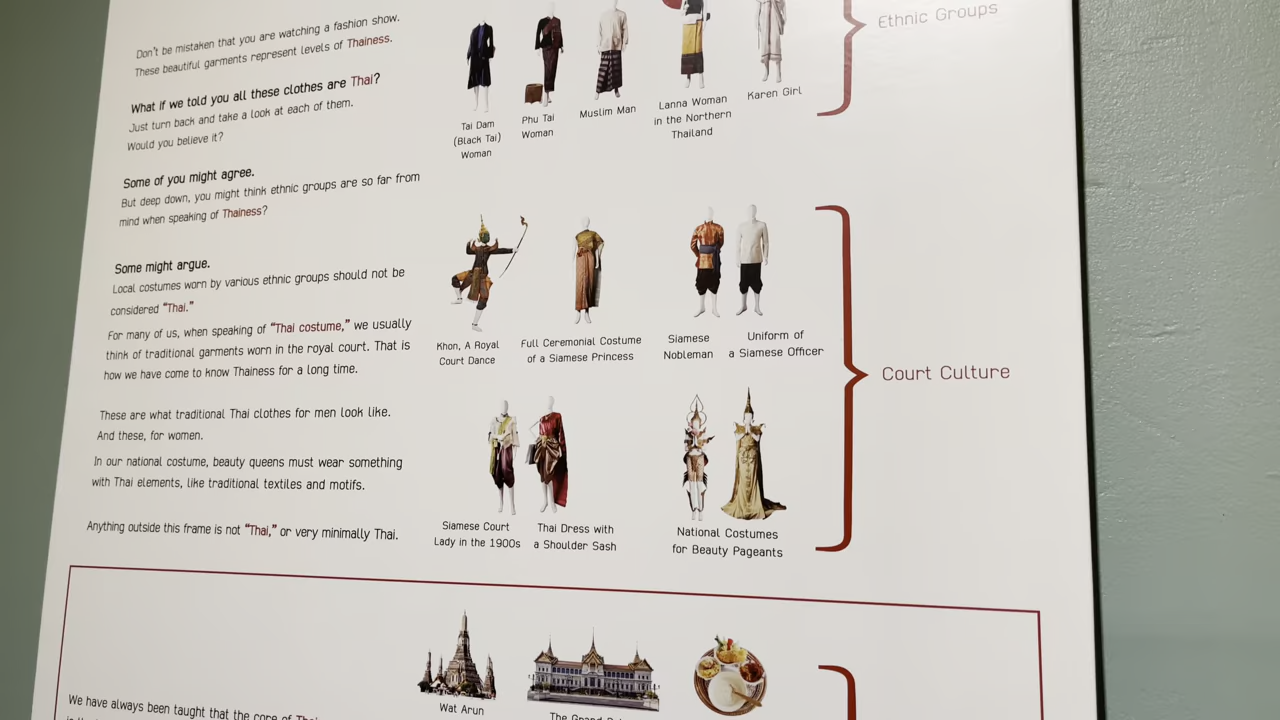 Don't be mistaken that you are watching a fashion show.
These beautiful garments represent levels of Thainess.
What if we told you all these clothes are Thai?
Just turn back and take a look at each of them.
Would you believe it?
Some of you might agree.
But deep down, you might think ethnic groups are so far from
mind when speaking of Thainess?
Some might argue.
Local costumes worn by various ethnic groups should not be
considered "Thai."
For many of us, when speaking of "Thai costume," we usually
think of traditional garments worn in the royal court. That is
how we have come to know Thainess for a long time.
These are what traditional Thai clothes for men look like.
And these, for women.
In our national costume, beauty queens must wear something
with Thai elements, like traditional textiles and motifs.
Anything outside this frame is not "Thai," or very minimally Thai.
Tai Dam
(Black Tai)
Woman
Phu Tai
Woman
Muslim Man
Lanna Woman
in the Northern
Thailand
Karen Girl
Ethnic Groups
Khon, A Royal
Court Dance
Full Ceremonial Costume
of a Siamese Princess
Siamese
Nobleman
Uniform of
a Siamese Officer
Court Culture
Siamese Court
Lady in the 1900s
Thai Dress with
a Shoulder Sash
National Costumes
for Beauty Pageants
We have always been taught that the core of
Wat Arun
The Grand